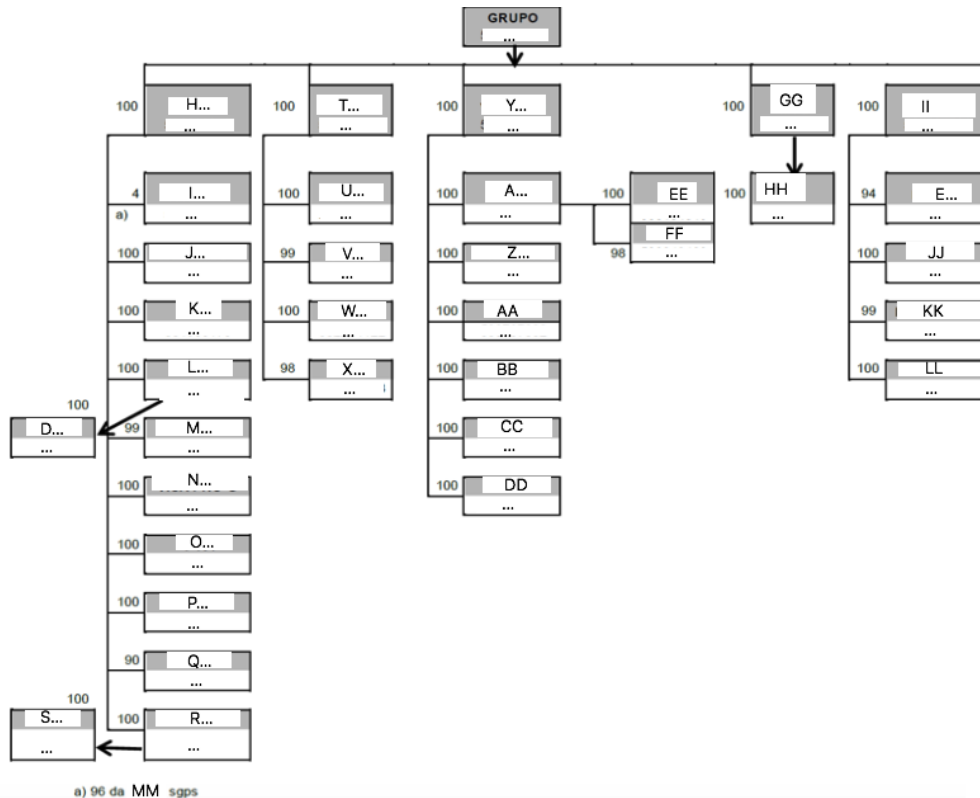 GRUPO
...
100 H... 100 T... 100 Y... 100 GG 100 II
... ... ... ... ...
4 I... 100 U... 100 A... 100 EE 100 HH 94 E...
a) ... ... ... ... ... ...
FF
98 ...
100 J... 99 V... 100 Z... 100 JJ
... ... ... ...
100 K... 100 W... 100 AA 99 KK
... ... ...
100 L... 98 X... 100 BB 100 LL
... ... ... ...
100
D... 99 M... 100 CC
... ... ...
100 N... 100 DD
... ...
100 O...
...
100 P...
...
90 Q...
...
100
S... 100 R...
... ...
a) 96 da MM sgps